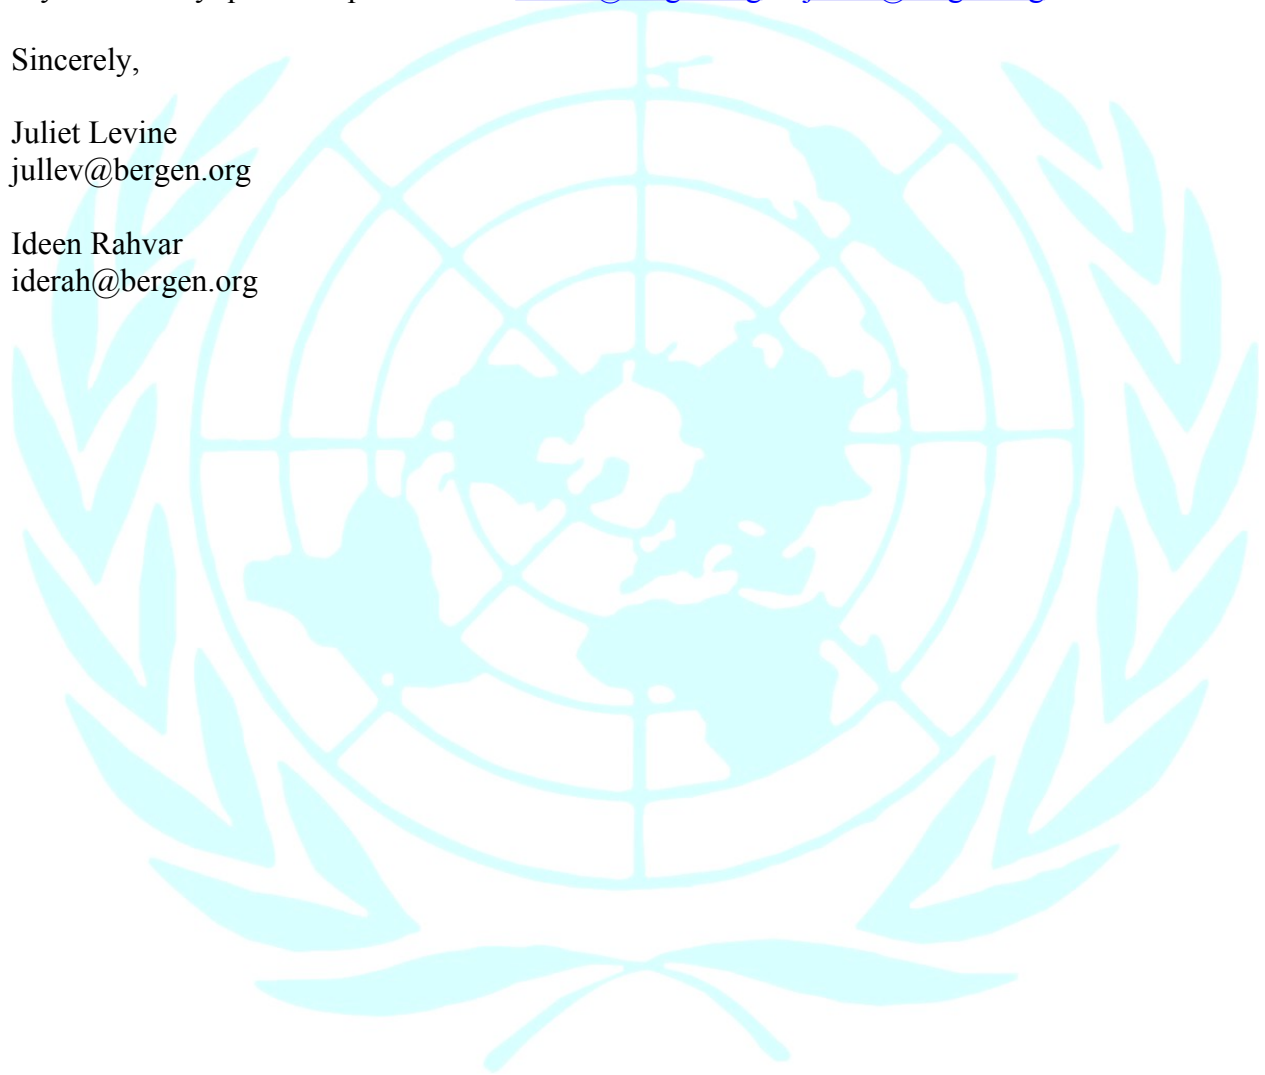 Sincerely,
Juliet Levine
jullev@bergen.org
Ideen Rahvar
iderah@bergen.org